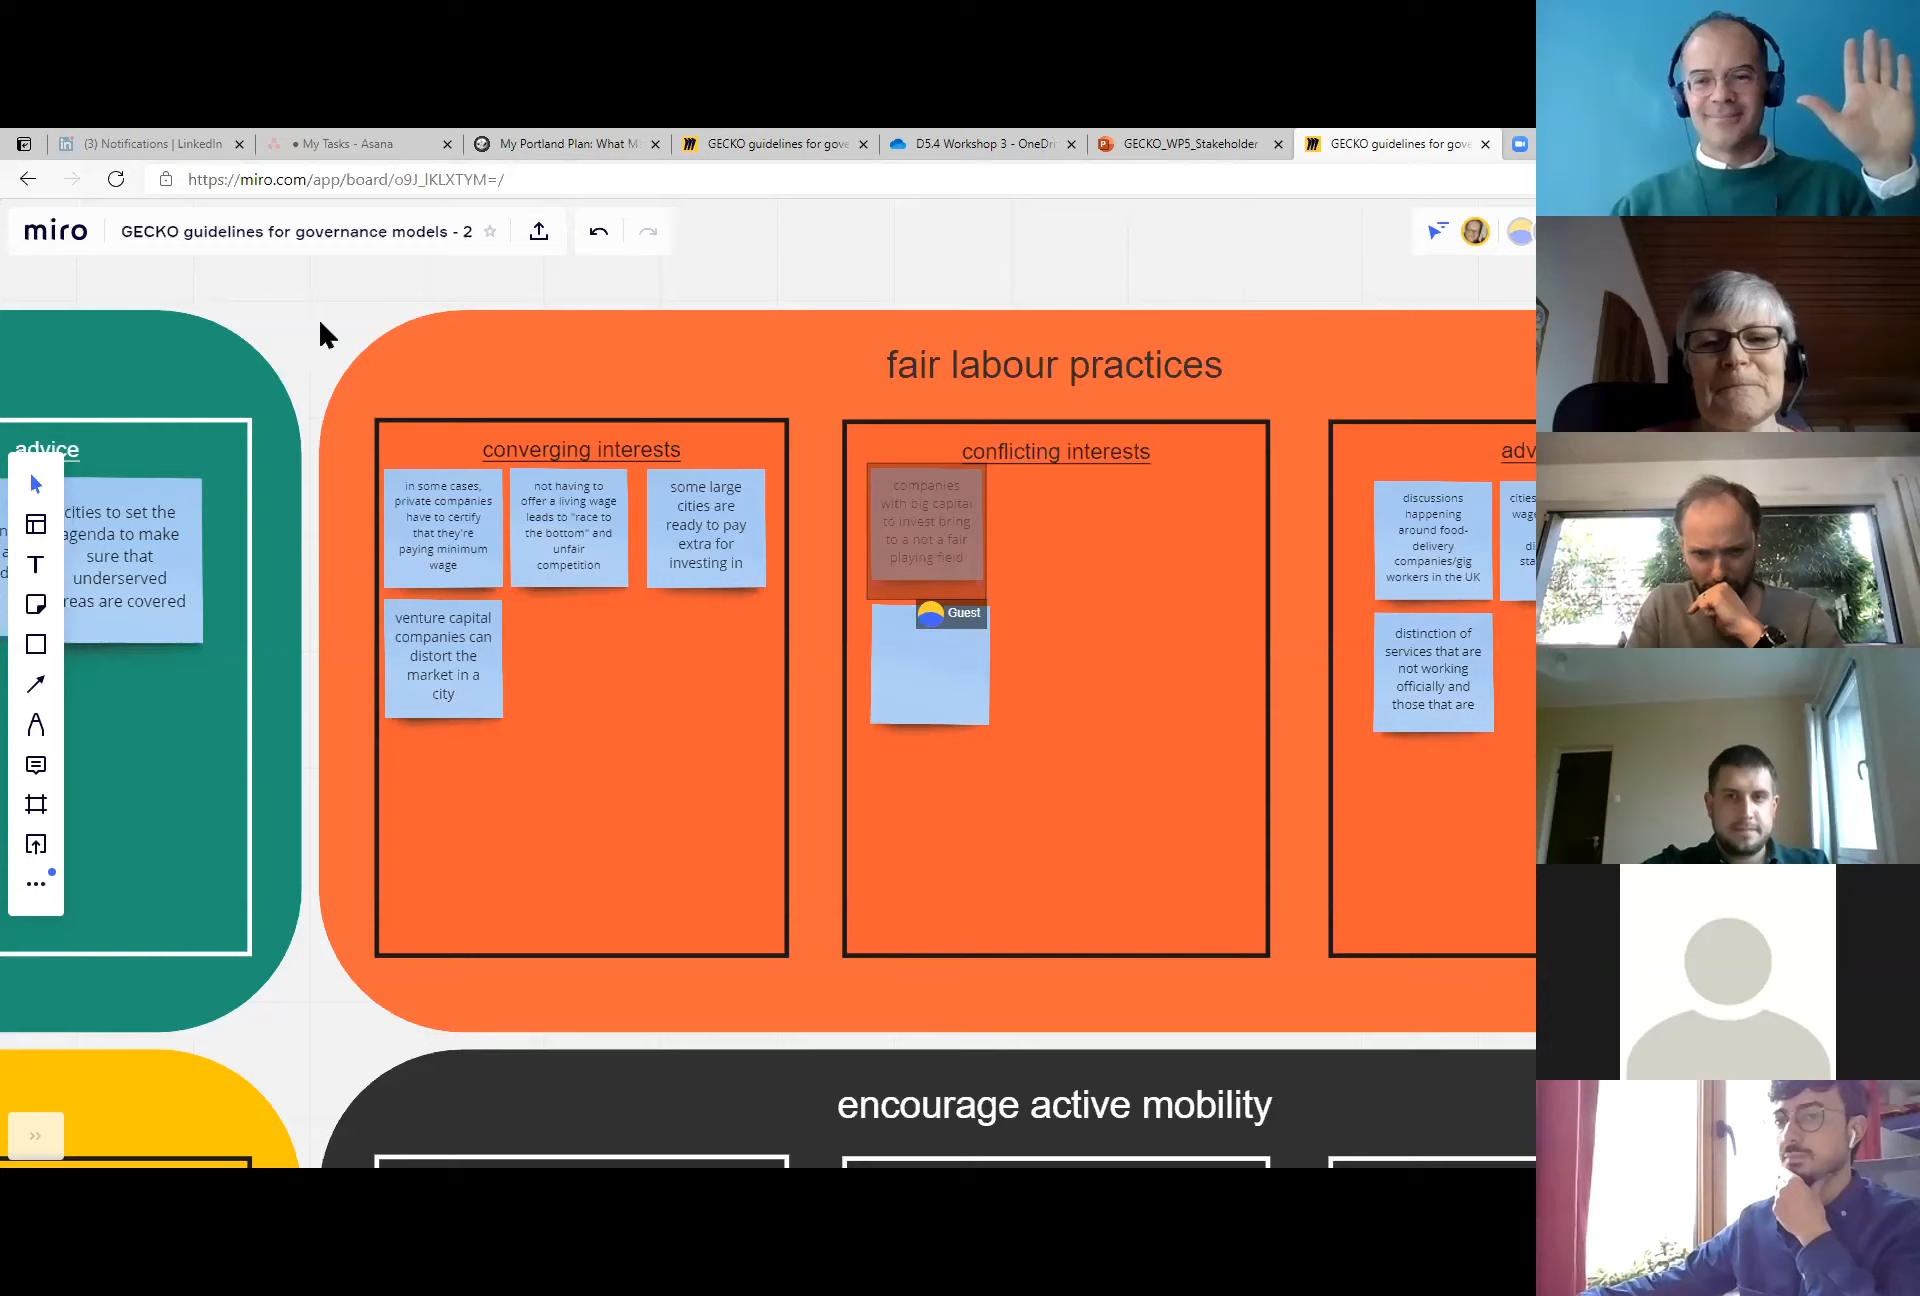 (3) Notifications | LinkedIn
My Tasks - Asana
My Portland Plan: What M
GECKO guidelines for gove
D5.4 Workshop 3 - OneDri
GECKO_WP5_Stakeholder
GECKO guidelines for gove
https://miro.com/app/board/o9J_lKLXTYM=/
miro
GECKO guidelines for governance models - 2
advice
cities to set the
agenda to make
sure that
underserved
reas are covered
fair labour practices
converging interests
in some cases,
private companies
have to certify
that they're
paying minimum
wage
not having to
offer a living wage
leads to "race to
the bottom" and
unfair
competition
some large
cities are
ready to pay
extra for
investing in
venture capital
companies can
distort the
market in a
city
conflicting interests
companies
with big capital
to invest bring
to a not a fair
playing field
Guest
adv
discussions
happening
around food-
delivery
companies/gig
workers in the UK
cities
wage
di
sta
distinction of
services that are
not working
officially and
those that are
encourage active mobility